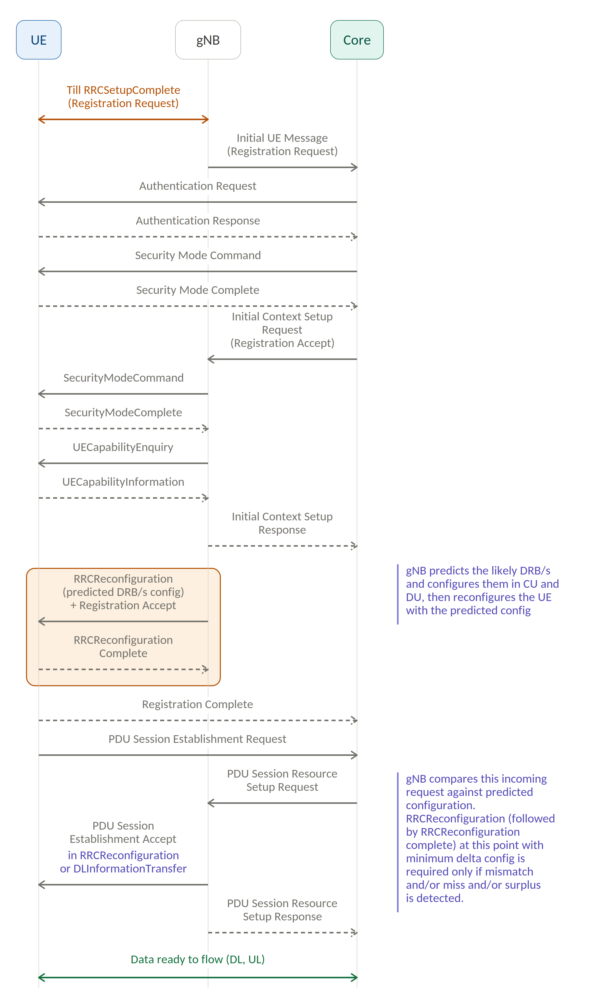 UE
gNB
Core
Till RRCSetupComplete
(Registration Request)
Initial UE Message
(Registration Request)
Authentication Request
Authentication Response
Security Mode Command
Security Mode Complete
Initial Context Setup
Request
(Registration Accept)
SecurityModeCommand
SecurityModeComplete
UECapabilityEnquiry
UECapabilityInformation
Initial Context Setup
Response
RRCReconfiguration
(predicted DRB/s config)
+ Registration Accept
gNB predicts the likely DRB/s
and configures them in CU and
DU, then reconfigures the UE
with the predicted config
RRCReconfiguration
Complete
Registration Complete
PDU Session Establishment Request
PDU Session Resource
Setup Request
gNB compares this incoming
request against predicted
configuration.
RRCReconfiguration (followed
by RRCReconfiguration
complete) at this point with
minimum delta config is
required only if mismatch
and/or miss and/or surplus
is detected.
PDU Session
Establishment Accept
in RRCReconfiguration
or DLInformationTransfer
PDU Session Resource
Setup Response
Data ready to flow (DL, UL)